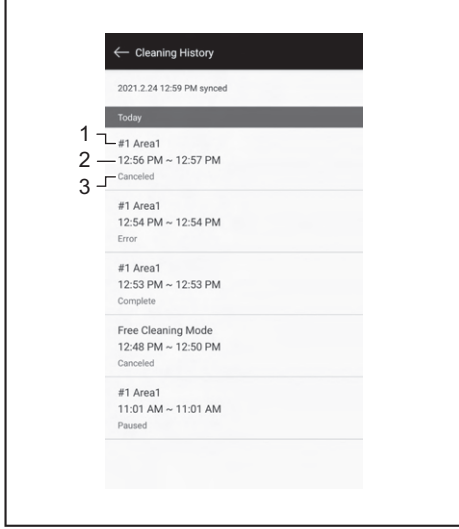 ← Cleaning History
2021.2.24 12:59 PM synced
Today
1
#1 Area1
2
12:56 PM ~ 12:57 PM
3
Canceled
#1 Area1
12:54 PM ~ 12:54 PM
Error
#1 Area1
12:53 PM ~ 12:53 PM
Complete
Free Cleaning Mode
12:48 PM ~ 12:50 PM
Canceled
#1 Area1
11:01 AM ~ 11:01 AM
Paused